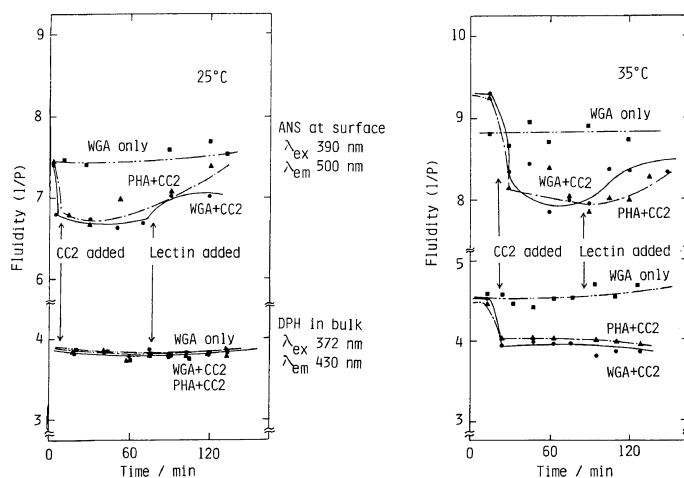 9
25°C
8
WGA only
PHA+CC2
7
WGA+CC2
CC2 added
Lectin added
6
Fluidity (1/P)
WGA only
4
WGA+CC2
PHA+CC2
3
0
60
120
Time / min
ANS at surface
λex 390 nm
λem 500 nm
DPH in bulk
λex 372 nm
λem 430 nm
10
35°C
9
WGA only
WGA+CC2
8
PHA+CC2
CC2 added
Lectin added
5
WGA only
Fluidity (1/P)
PHA+CC2
4
WGA+CC2
3
0
60
120
Time / min